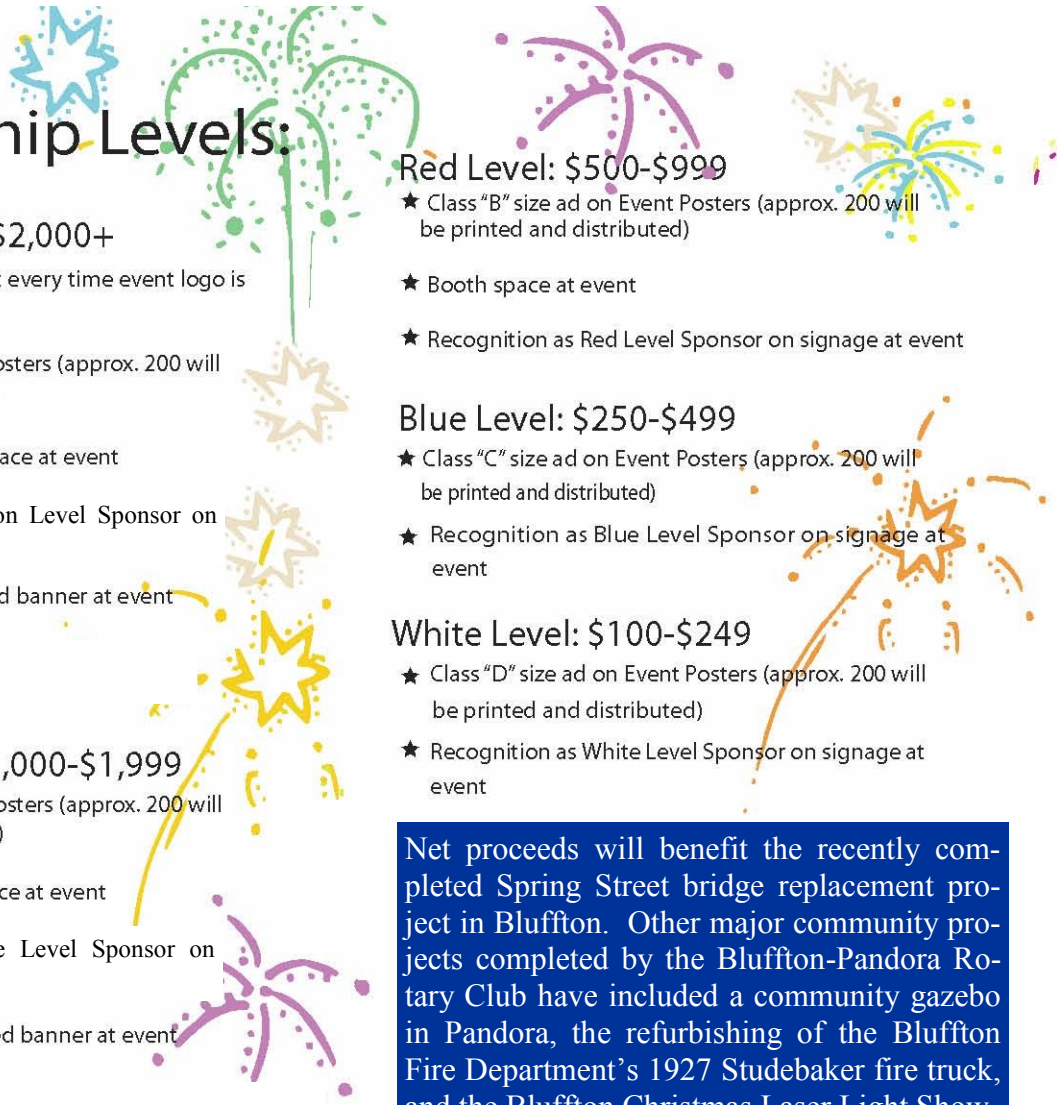 hip Levels:
$2,000+
every time event logo is
osters (approx. 200 will
ace at event
on Level Sponsor on
d banner at event
,000-$1,999
osters (approx. 200 will
)
ce at event
e Level Sponsor on
ed banner at event
Red Level: $500-$999
★ Class "B" size ad on Event Posters (approx. 200 will
be printed and distributed)
★ Booth space at event
★ Recognition as Red Level Sponsor on signage at event
Blue Level: $250-$499
★ Class "C" size ad on Event Posters (approx. 200 will
be printed and distributed)
★ Recognition as Blue Level Sponsor on signage at
event
White Level: $100-$249
★ Class "D" size ad on Event Posters (approx. 200 will
be printed and distributed)
★ Recognition as White Level Sponsor on signage at
event
Net proceeds will benefit the recently com-
pleted Spring Street bridge replacement pro-
ject in Bluffton. Other major community pro-
jects completed by the Bluffton-Pandora Ro-
tary Club have included a community gazebo
in Pandora, the refurbishing of the Bluffton
Fire Department's 1927 Studebaker fire truck,
and the Bluffton Christmas Laser Light Show